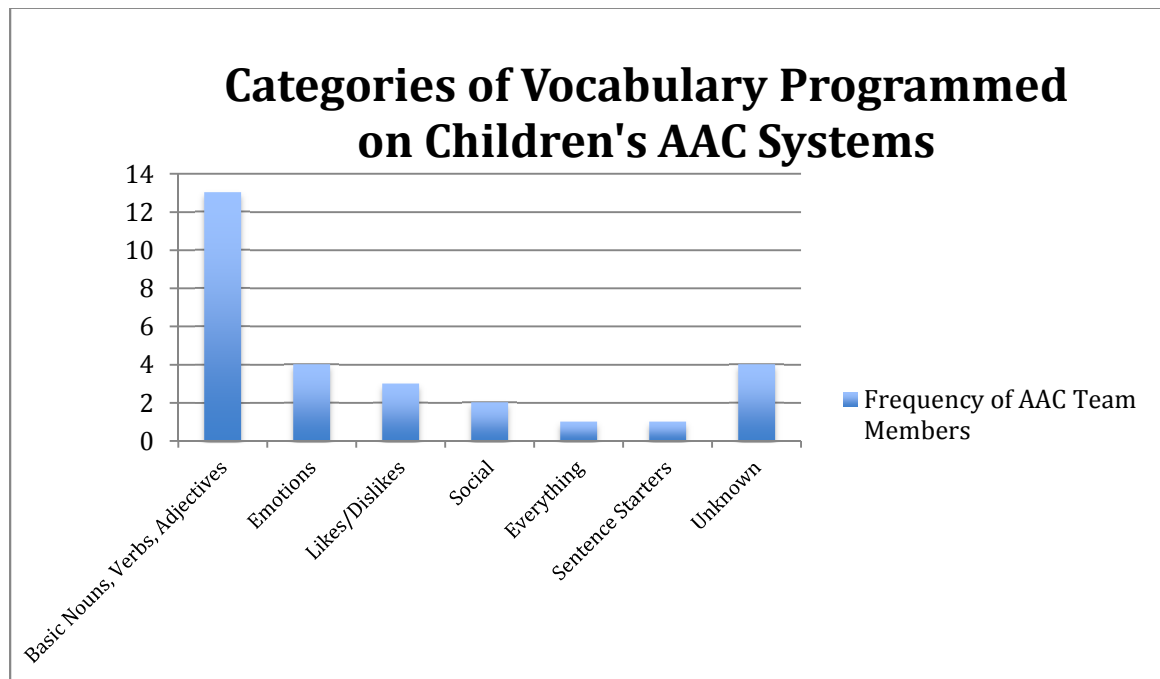 Categories of Vocabulary Programmed
on Children's AAC Systems
14
12
10
8
6
4
2
0
Basic Nouns, Verbs, Adjectives
Emotions
Likes/Dislikes
Social
Everything
Sentence Starters
Unknown
Frequency of AAC Team
Members